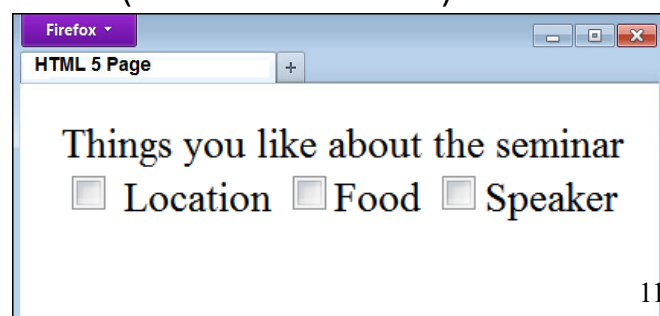 Firefox
HTML 5 Page
+
Things you like about the seminar
Location Food Speaker
11